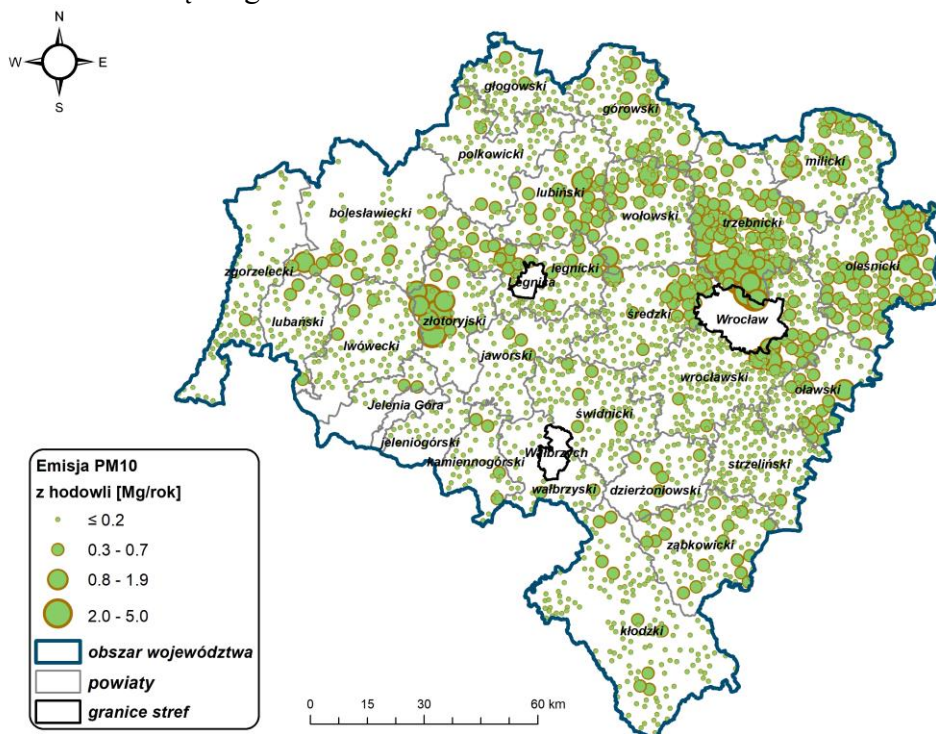 N
W E
S
głogowski
górowski
polkowicki
milicki
lubiński
bolesławiecki
wołowski
trzebnicki
zgorzelecki
legnicki
oleśnicki
Legnica
lubański
złotoryjski
średzki
Wrocław
lwówecki
jaworski
wrocławski
oławski
Jelenia Góra
świdnicki
jeleniogórski
Wałbrzych
kamiennogórski
strzeliński
wałbrzyski
dzierżoniowski
ząbkowicki
kłodzki
Emisja PM10
z hodowli [Mg/rok]
≤ 0.2
0.3 - 0.7
0.8 - 1.9
2.0 - 5.0
obszar województwa
powiaty
granice stref
0 15 30 60 km